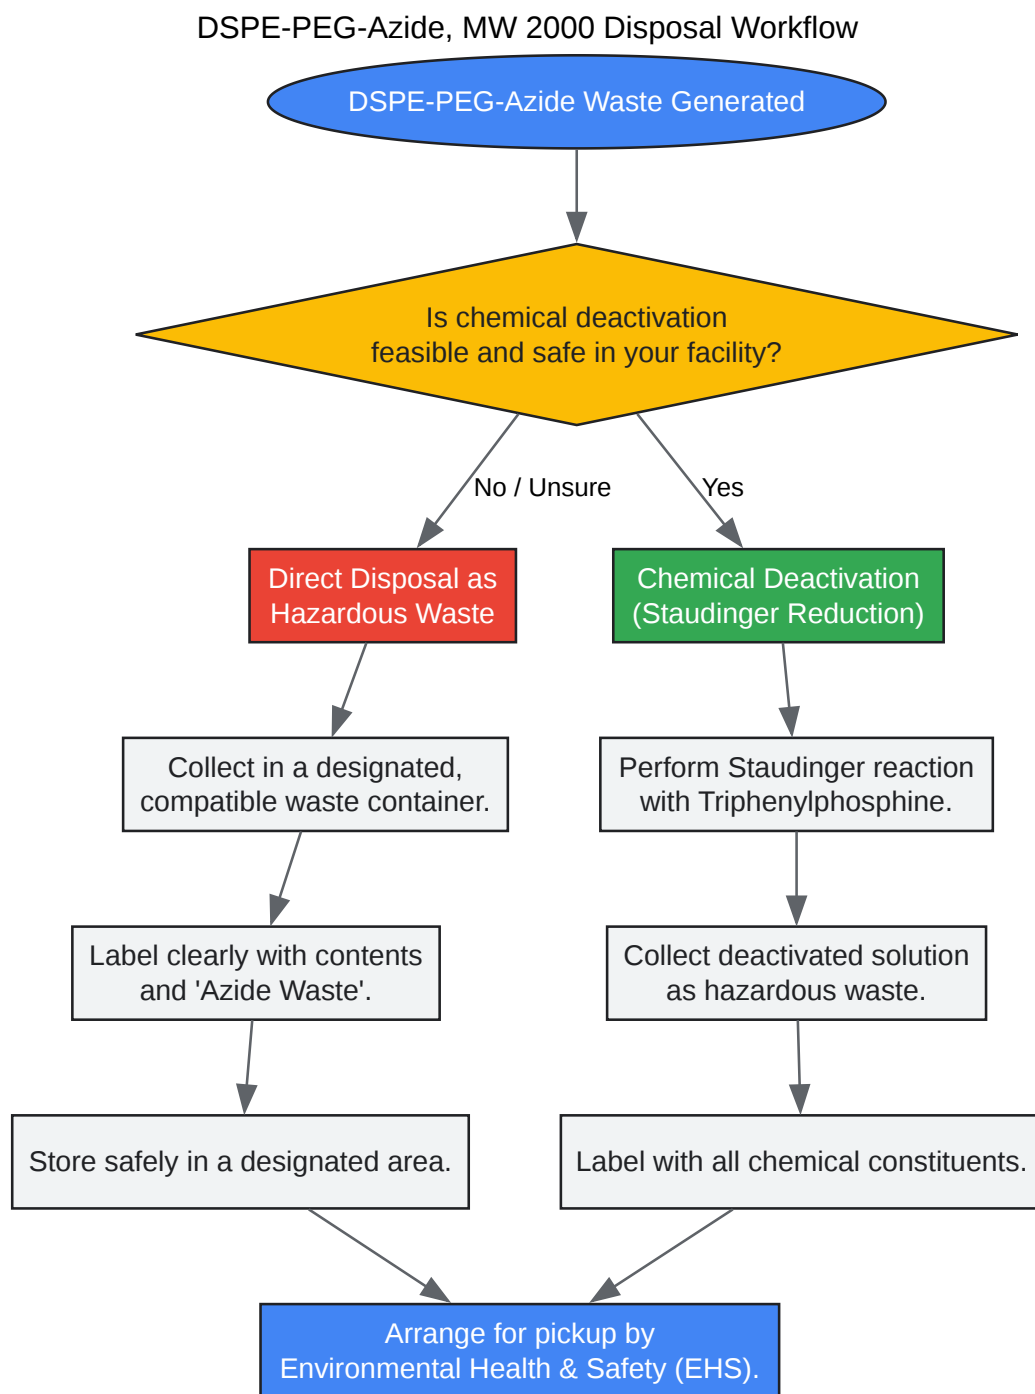 DSPE-PEG-Azide, MW 2000 Disposal Workflow
DSPE-PEG-Azide Waste Generated
Is chemical deactivation
feasible and safe in your facility?
No / Unsure
Yes
Direct Disposal as
Hazardous Waste
Chemical Deactivation
(Staudinger Reduction)
Collect in a designated,
compatible waste container.
Perform Staudinger reaction
with Triphenylphosphine.
Label clearly with contents
and 'Azide Waste'.
Collect deactivated solution
as hazardous waste.
Store safely in a designated area.
Label with all chemical constituents.
Arrange for pickup by
Environmental Health & Safety (EHS).